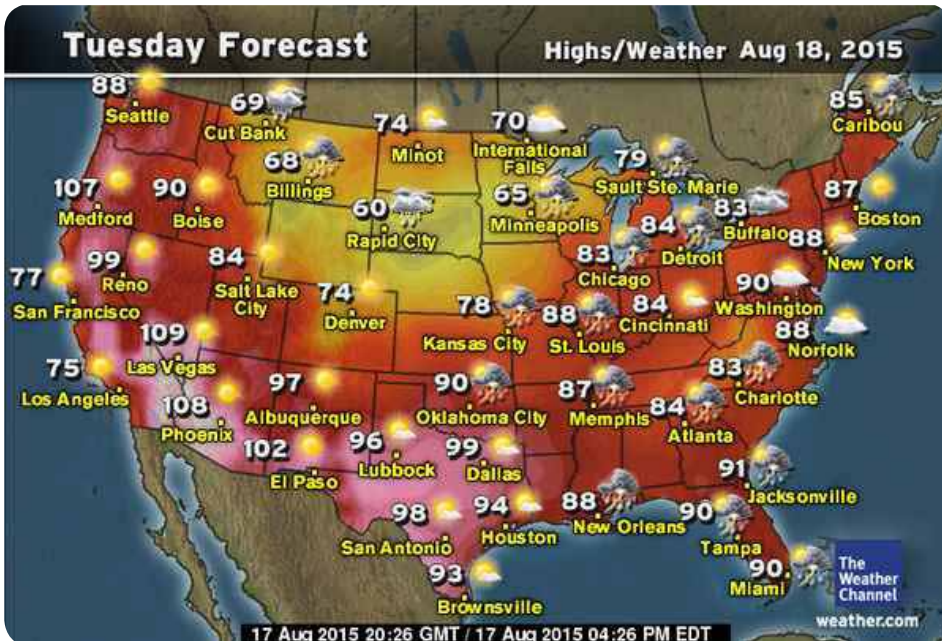 Tuesday Forecast
Highs/Weather Aug 18, 2015
88
Seattle
69
Cut Bank
74
Minot
70
International
Falls
85
Caribou
68
Billings
79
Sault Ste. Marie
107
Medford
90
Boise
60
Rapid City
65
Minneapolis
84
Detroit
83
Buffalo
87
Boston
88
New York
99
Reno
84
Salt Lake
City
83
Chicago
77
San Francisco
74
Denver
78
Kansas City
88
St. Louis
84
Cincinnati
90
Washington
88
Norfolk
109
Las Vegas
75
Los Angeles
108
Phoenix
97
Albuquerque
90
Oklahoma City
87
Memphis
83
Charlotte
84
Atlanta
102
El Paso
96
Lubbock
99
Dallas
91
Jacksonville
98
San Antonio
94
Houston
88
New Orleans
90
Tampa
93
Brownsville
90
Miami
The
Weather
Channel
weather.com
17 Aug 2015 20:26 GMT / 17 Aug 2015 04:26 PM EDT